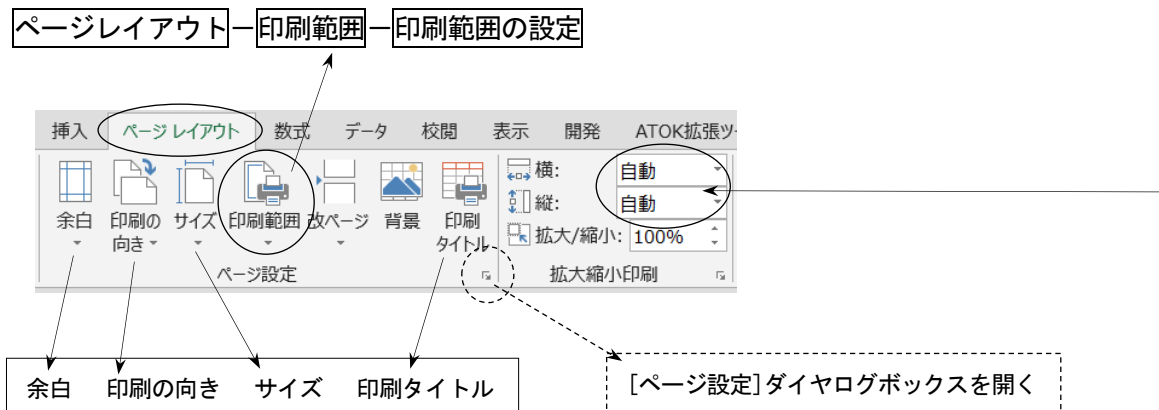 ページレイアウト－印刷範囲－印刷範囲の設定
挿入 ページ レイアウト 数式 データ 校閲 表示 開発 ATOK拡張ツ
余白 印刷の向き サイズ 印刷範囲 改ページ 背景 印刷タイトル
横: 自動
縦: 自動
拡大/縮小: 100%
ページ設定 拡大縮小印刷
余白 印刷の向き サイズ 印刷タイトル
[ページ設定]ダイヤログボックスを開く